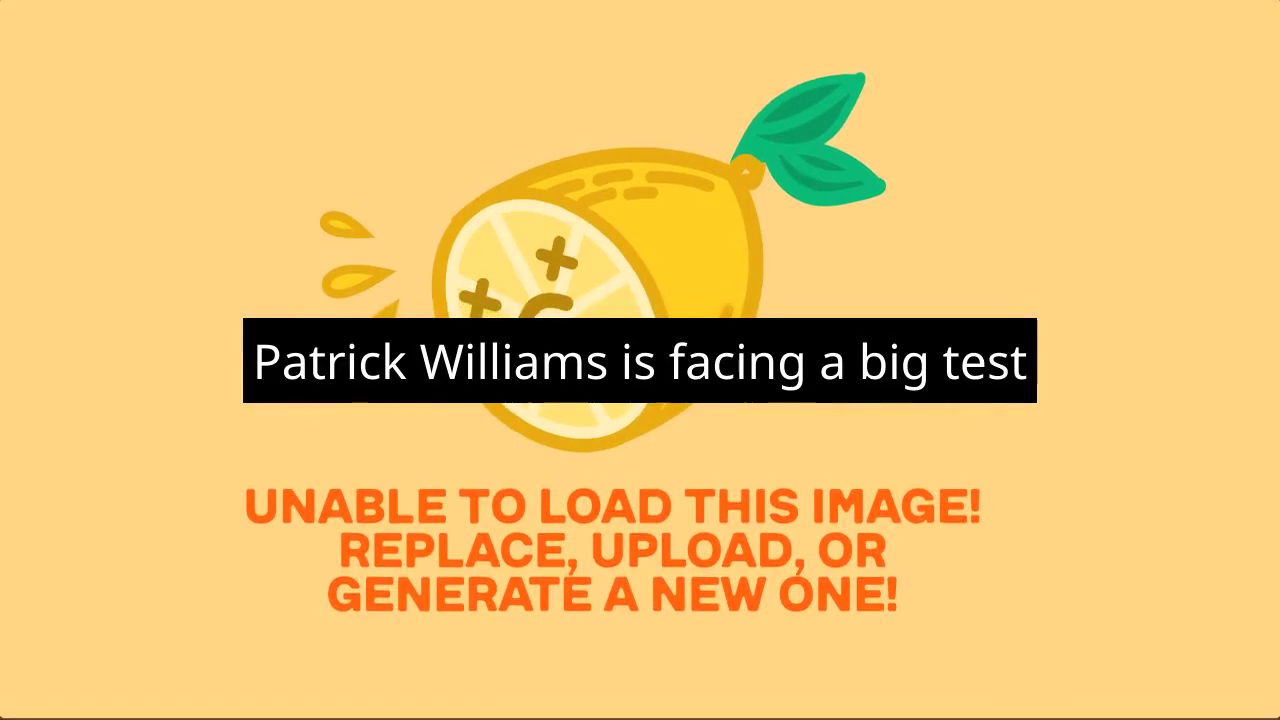 Patrick Williams is facing a big test
UNABLE TO LOAD THIS IMAGE!
REPLACE, UPLOAD, OR
GENERATE A NEW ONE!